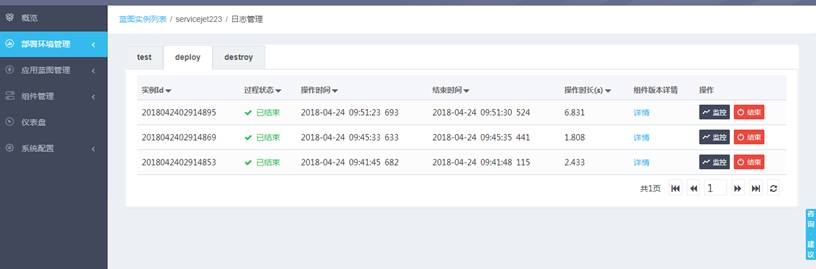 概览
部署环境管理
应用蓝图管理
组件管理
仪表盘
系统配置
蓝图实例列表 / servicejet223 / 日志管理
test deploy destroy
实例Id 过程状态 操作时间 结束时间 操作时长(s) 组件版本详情 操作
2018042402914895 已结束 2018-04-24 09:51:23 693 2018-04-24 09:51:30 524 6.831 详情 监控 结束
2018042402914869 已结束 2018-04-24 09:45:33 633 2018-04-24 09:45:35 441 1.808 详情 监控 结束
2018042402914853 已结束 2018-04-24 09:41:45 682 2018-04-24 09:41:48 115 2.433 详情 监控 结束
共1页 1
咨询·建议